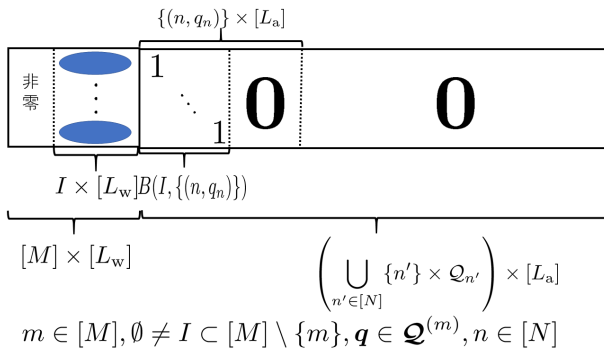 {(n, q_n)} × [L_a]
非零 ⋮ 1 ⋱ 1 0 0
I × [L_w] B(I, {(n, q_n)})
[M] × [L_w]
(⋃_{n'∈[N]} {n'} × 𝒬_{n'}) × [L_a]
m ∈ [M], ∅ ≠ I ⊂ [M] \ {m}, 𝒒 ∈ 𝓠^{(m)}, n ∈ [N]